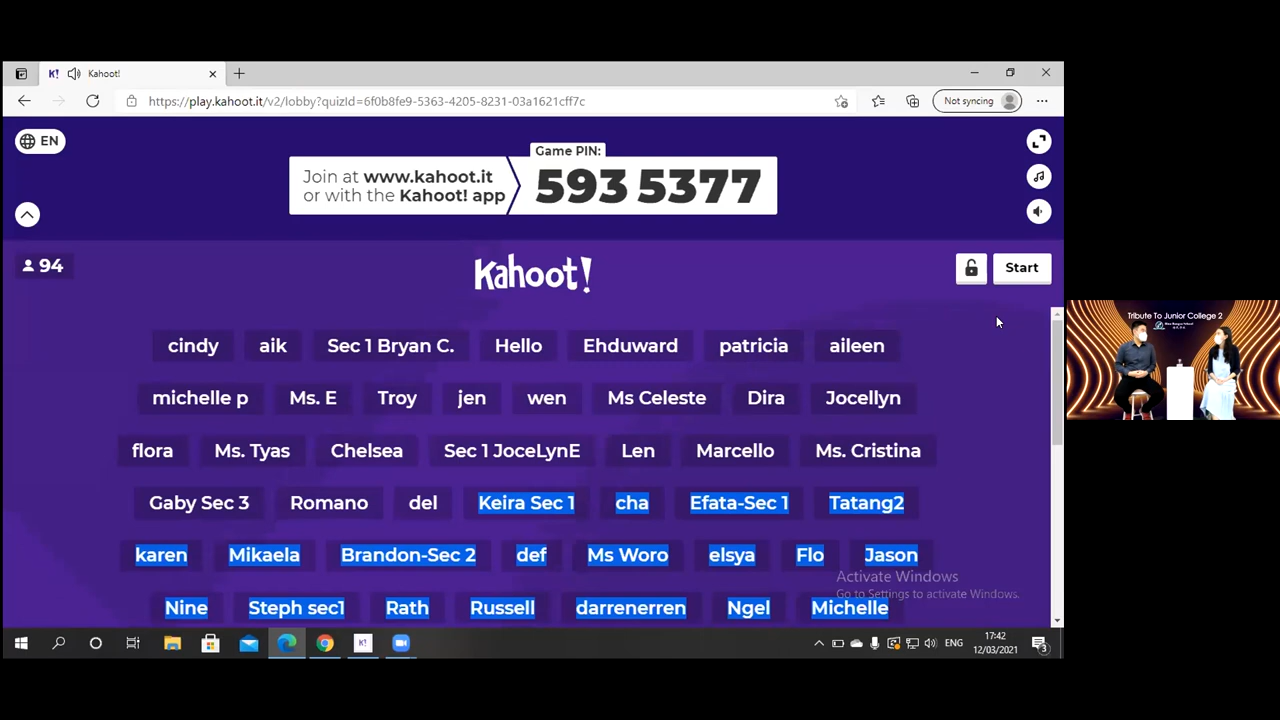 Kahoot!
https://play.kahoot.it/v2/lobby?quizId=6f0b8fe9-5363-4205-8231-03a1621cff7c
Not syncing
EN
Join at www.kahoot.it
or with the Kahoot! app
Game PIN:
593 5377
94
Kahoot!
Start
cindy aik Sec 1 Bryan C. Hello Ehduward patricia aileen
michelle p Ms. E Troy jen wen Ms Celeste Dira Jocellyn
flora Ms. Tyas Chelsea Sec 1 JoceLynE Len Marcello Ms. Cristina
Gaby Sec 3 Romano del Keira Sec 1 cha Efata-Sec 1 Tatang2
karen Mikaela Brandon-Sec 2 def Ms Woro elsya Flo Jason
Activate Windows
Go to Settings to activate Windows.
Nine Steph sec1 Rath Russell darrenerren Ngel Michelle
ENG
17:42
12/03/2021
3
Tribute To Junior College 2